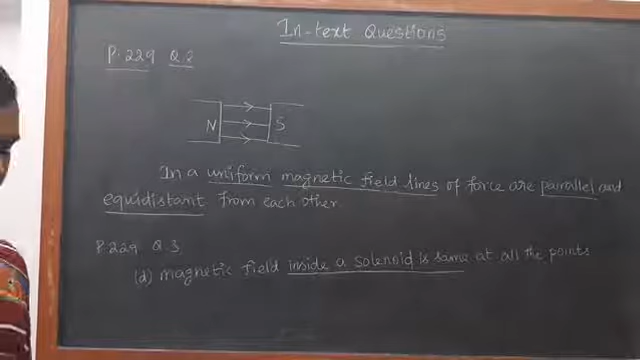 In-text Questions
P.229 Q.2
N S
In a uniform magnetic field lines of force are parallel and
equidistant from each other.
P.229 Q.3
(d) magnetic field inside a solenoid is same at all the points